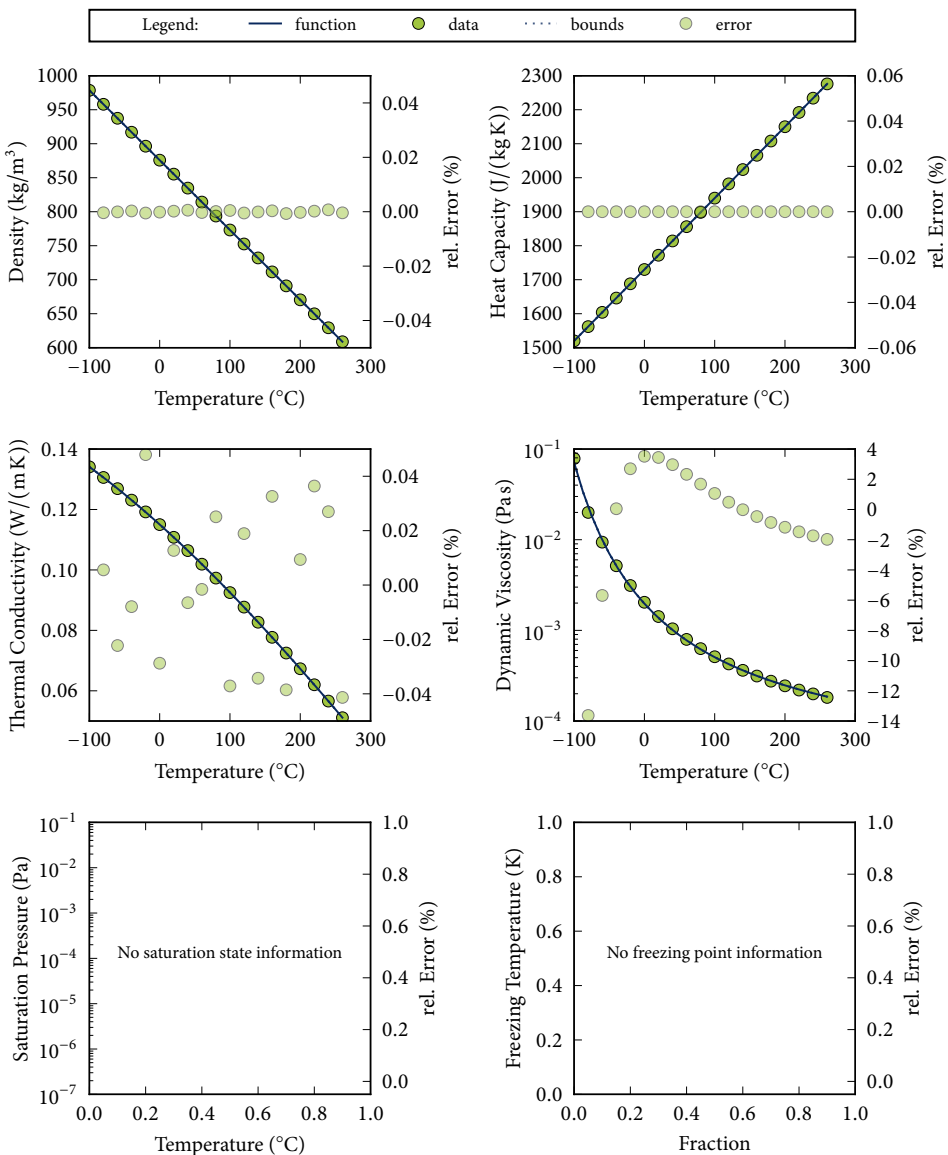 Legend: function data bounds error
1000
950
900
850
800
750
700
650
600
Density (kg/m³)
0.04
0.02
0.00
−0.02
−0.04
rel. Error (%)
−100 0 100 200 300
Temperature (°C)
2300
2200
2100
2000
1900
1800
1700
1600
1500
Heat Capacity (J/(kg K))
0.06
0.04
0.02
0.00
−0.02
−0.04
−0.06
rel. Error (%)
−100 0 100 200 300
Temperature (°C)
0.14
0.12
0.10
0.08
0.06
Thermal Conductivity (W/(m K))
0.04
0.02
0.00
−0.02
−0.04
rel. Error (%)
−100 0 100 200 300
Temperature (°C)
10⁻¹
10⁻²
10⁻³
10⁻⁴
Dynamic Viscosity (Pa s)
4
2
0
−2
−4
−6
−8
−10
−12
−14
rel. Error (%)
−100 0 100 200 300
Temperature (°C)
10⁻¹
10⁻²
10⁻³
10⁻⁴
10⁻⁵
10⁻⁶
10⁻⁷
Saturation Pressure (Pa)
No saturation state information
1.0
0.8
0.6
0.4
0.2
0.0
rel. Error (%)
0.0 0.2 0.4 0.6 0.8 1.0
Temperature (°C)
1.0
0.8
0.6
0.4
0.2
0.0
Freezing Temperature (K)
No freezing point information
1.0
0.8
0.6
0.4
0.2
0.0
rel. Error (%)
0.0 0.2 0.4 0.6 0.8 1.0
Fraction